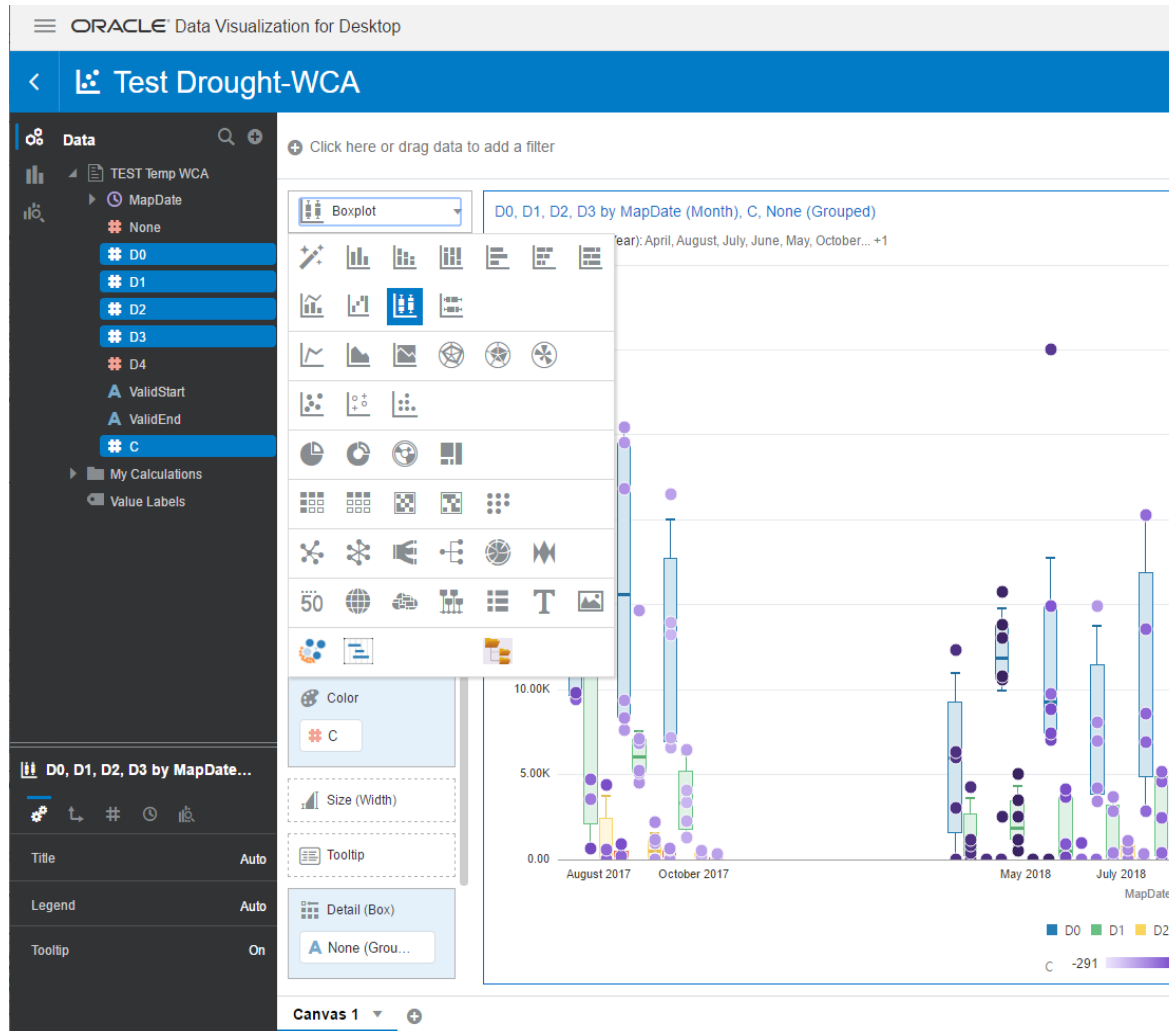 ORACLE Data Visualization for Desktop
Test Drought-WCA
Data
TEST Temp WCA
MapDate
None
D0
D1
D2
D3
D4
ValidStart
ValidEnd
C
My Calculations
Value Labels
D0, D1, D2, D3 by MapDate...
Title Auto
Legend Auto
Tooltip On
Click here or drag data to add a filter
Boxplot
50
T
Color
C
Size (Width)
Tooltip
Detail (Box)
None (Grou...
D0, D1, D2, D3 by MapDate (Month), C, None (Grouped)
ear): April, August, July, June, May, October... +1
10.00K
5.00K
0.00
August 2017 October 2017 May 2018 July 2018
MapDate
D0 D1 D2
C -291
Canvas 1